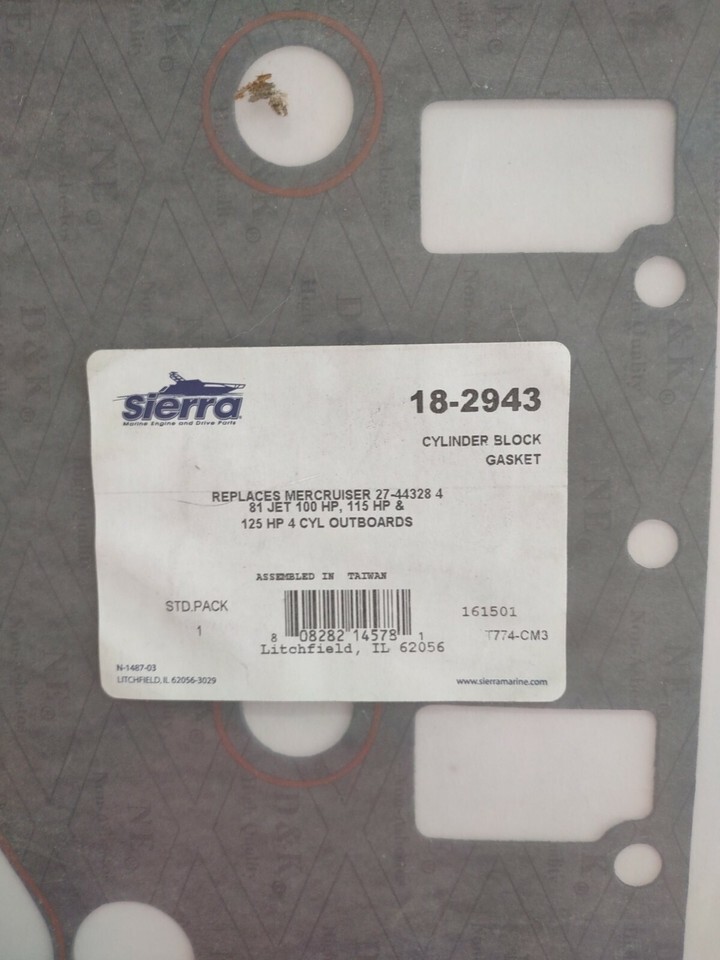 Sierra
Marine Engine and Drive Parts
18-2943
CYLINDER BLOCK
GASKET
REPLACES MERCRUISER 27-44328 4
81 JET 100 HP, 115 HP &
125 HP 4 CYL OUTBOARDS
ASSEMBLED IN TAIWAN
STD.PACK
1
8 08282 14578 1
Litchfield, IL 62056
161501
T774-CM3
N-1487-03
LITCHFIELD, IL 62056-3029
www.sierramarine.com